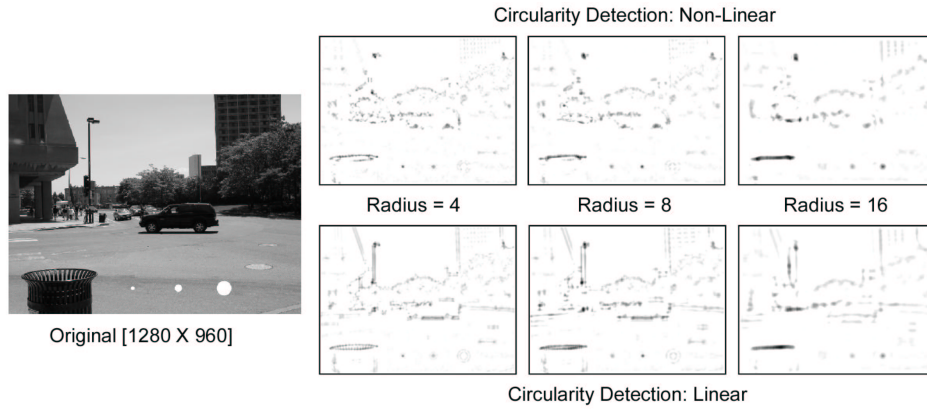 Circularity Detection: Non-Linear
Radius = 4
Radius = 8
Radius = 16
Original [1280 X 960]
Circularity Detection: Linear